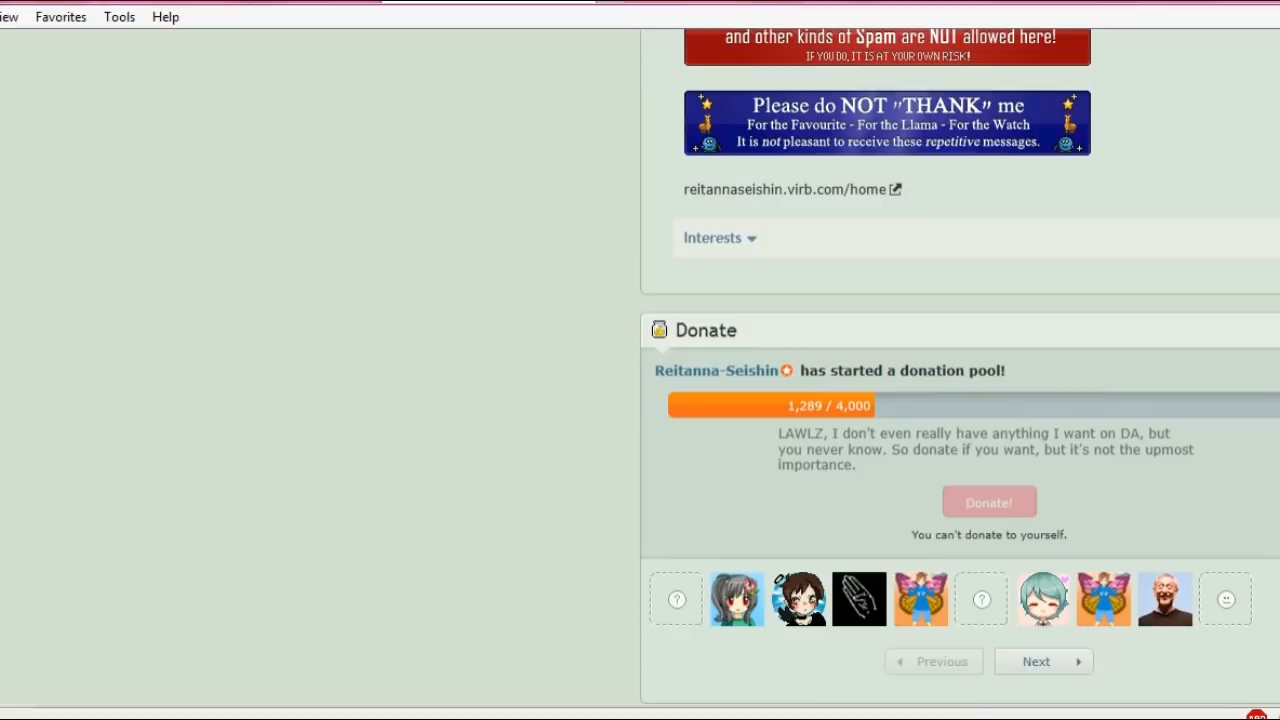 iew Favorites Tools Help
and other kinds of Spam are NOT allowed here!
IF YOU DO, IT IS AT YOUR OWN RISK!
Please do NOT "THANK" me
For the Favourite - For the Llama - For the Watch
It is not pleasant to receive these repetitive messages.
reitannaseishin.virb.com/home
Interests
Donate
Reitanna-Seishin has started a donation pool!
1,289 / 4,000
LAWLZ, I don't even really have anything I want on DA, but
you never know. So donate if you want, but it's not the upmost
importance.
Donate!
You can't donate to yourself.
? ?
Previous Next